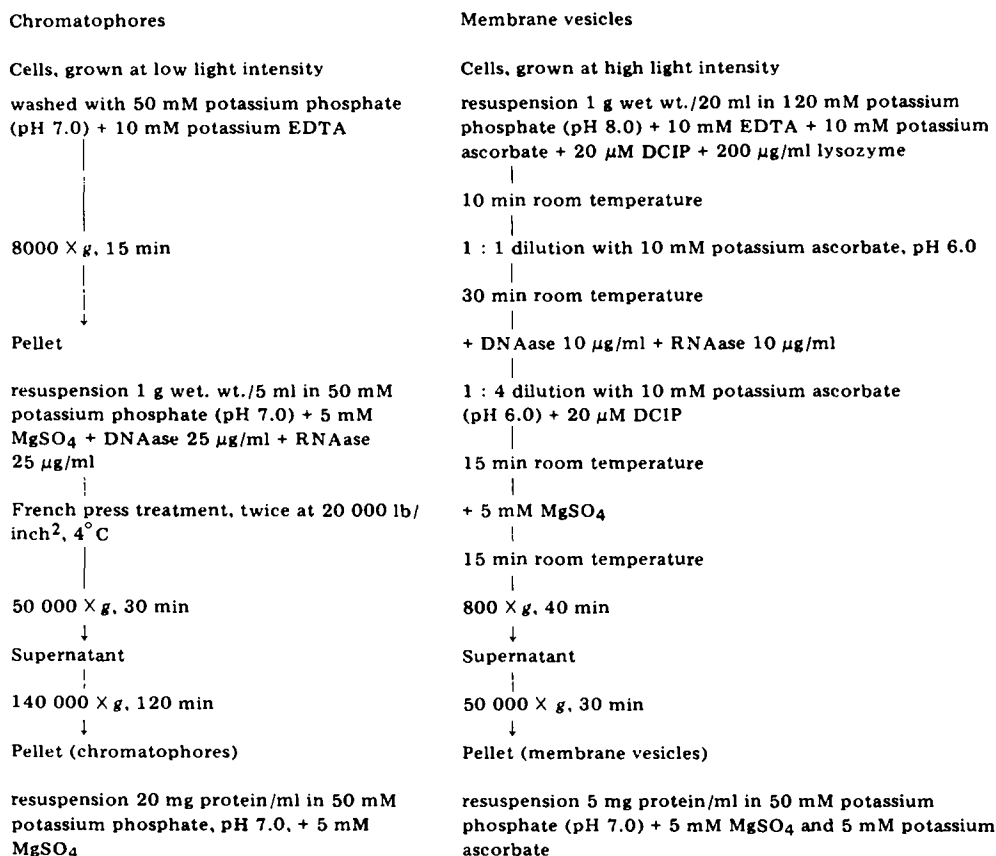 Chromatophores
Cells, grown at low light intensity
washed with 50 mM potassium phosphate
(pH 7.0) + 10 mM potassium EDTA
8000 × g, 15 min
Pellet
resuspension 1 g wet. wt./5 ml in 50 mM
potassium phosphate (pH 7.0) + 5 mM
MgSO4 + DNAase 25 μg/ml + RNAase
25 μg/ml
French press treatment, twice at 20 000 lb/
inch², 4°C
50 000 × g, 30 min
Supernatant
140 000 × g, 120 min
Pellet (chromatophores)
resuspension 20 mg protein/ml in 50 mM
potassium phosphate, pH 7.0, + 5 mM
MgSO4
Membrane vesicles
Cells, grown at high light intensity
resuspension 1 g wet wt./20 ml in 120 mM potassium
phosphate (pH 8.0) + 10 mM EDTA + 10 mM potassium
ascorbate + 20 μM DCIP + 200 μg/ml lysozyme
10 min room temperature
1 : 1 dilution with 10 mM potassium ascorbate, pH 6.0
30 min room temperature
+ DNAase 10 μg/ml + RNAase 10 μg/ml
1 : 4 dilution with 10 mM potassium ascorbate
(pH 6.0) + 20 μM DCIP
15 min room temperature
+ 5 mM MgSO4
15 min room temperature
800 × g, 40 min
Supernatant
50 000 × g, 30 min
Pellet (membrane vesicles)
resuspension 5 mg protein/ml in 50 mM potassium
phosphate (pH 7.0) + 5 mM MgSO4 and 5 mM potassium
ascorbate